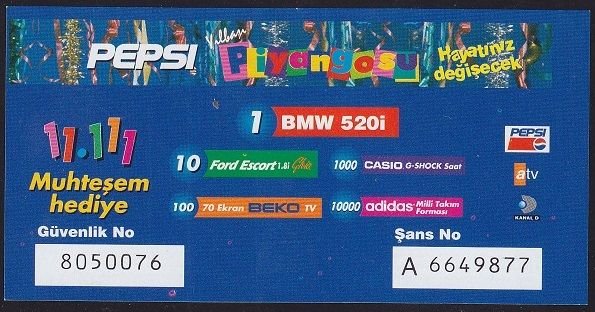 PEPSI
Yılbaşı
Piyangosu
Hayatınız
değişecek
1 BMW 520i
11.111
Muhteşem
hediye
10 Ford Escort 1.8i Ghia
1000 CASIO G-SHOCK Saat
100 70 Ekran BEKO TV
10000 adidas Milli Takım Forması
PEPSI
atv
KANAL D
Güvenlik No
8050076
Şans No
A 6649877